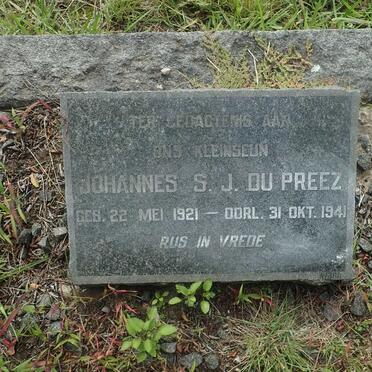 TER GEDAGTENIS AAN
ONS KLEINSEUN
JOHANNES S. J. DU PREEZ
GEB. 22 MEI 1921 — OORL. 31 OKT. 1941
RUS IN VREDE